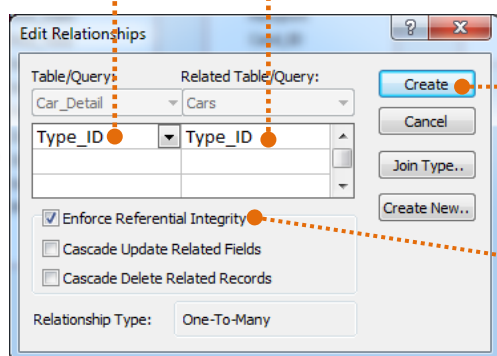 Edit Relationships
Table/Query: Related Table/Query: Create
Car_Detail Cars
Cancel
Type_ID Type_ID
Join Type..
Create New..
Enforce Referential Integrity
Cascade Update Related Fields
Cascade Delete Related Records
Relationship Type: One-To-Many